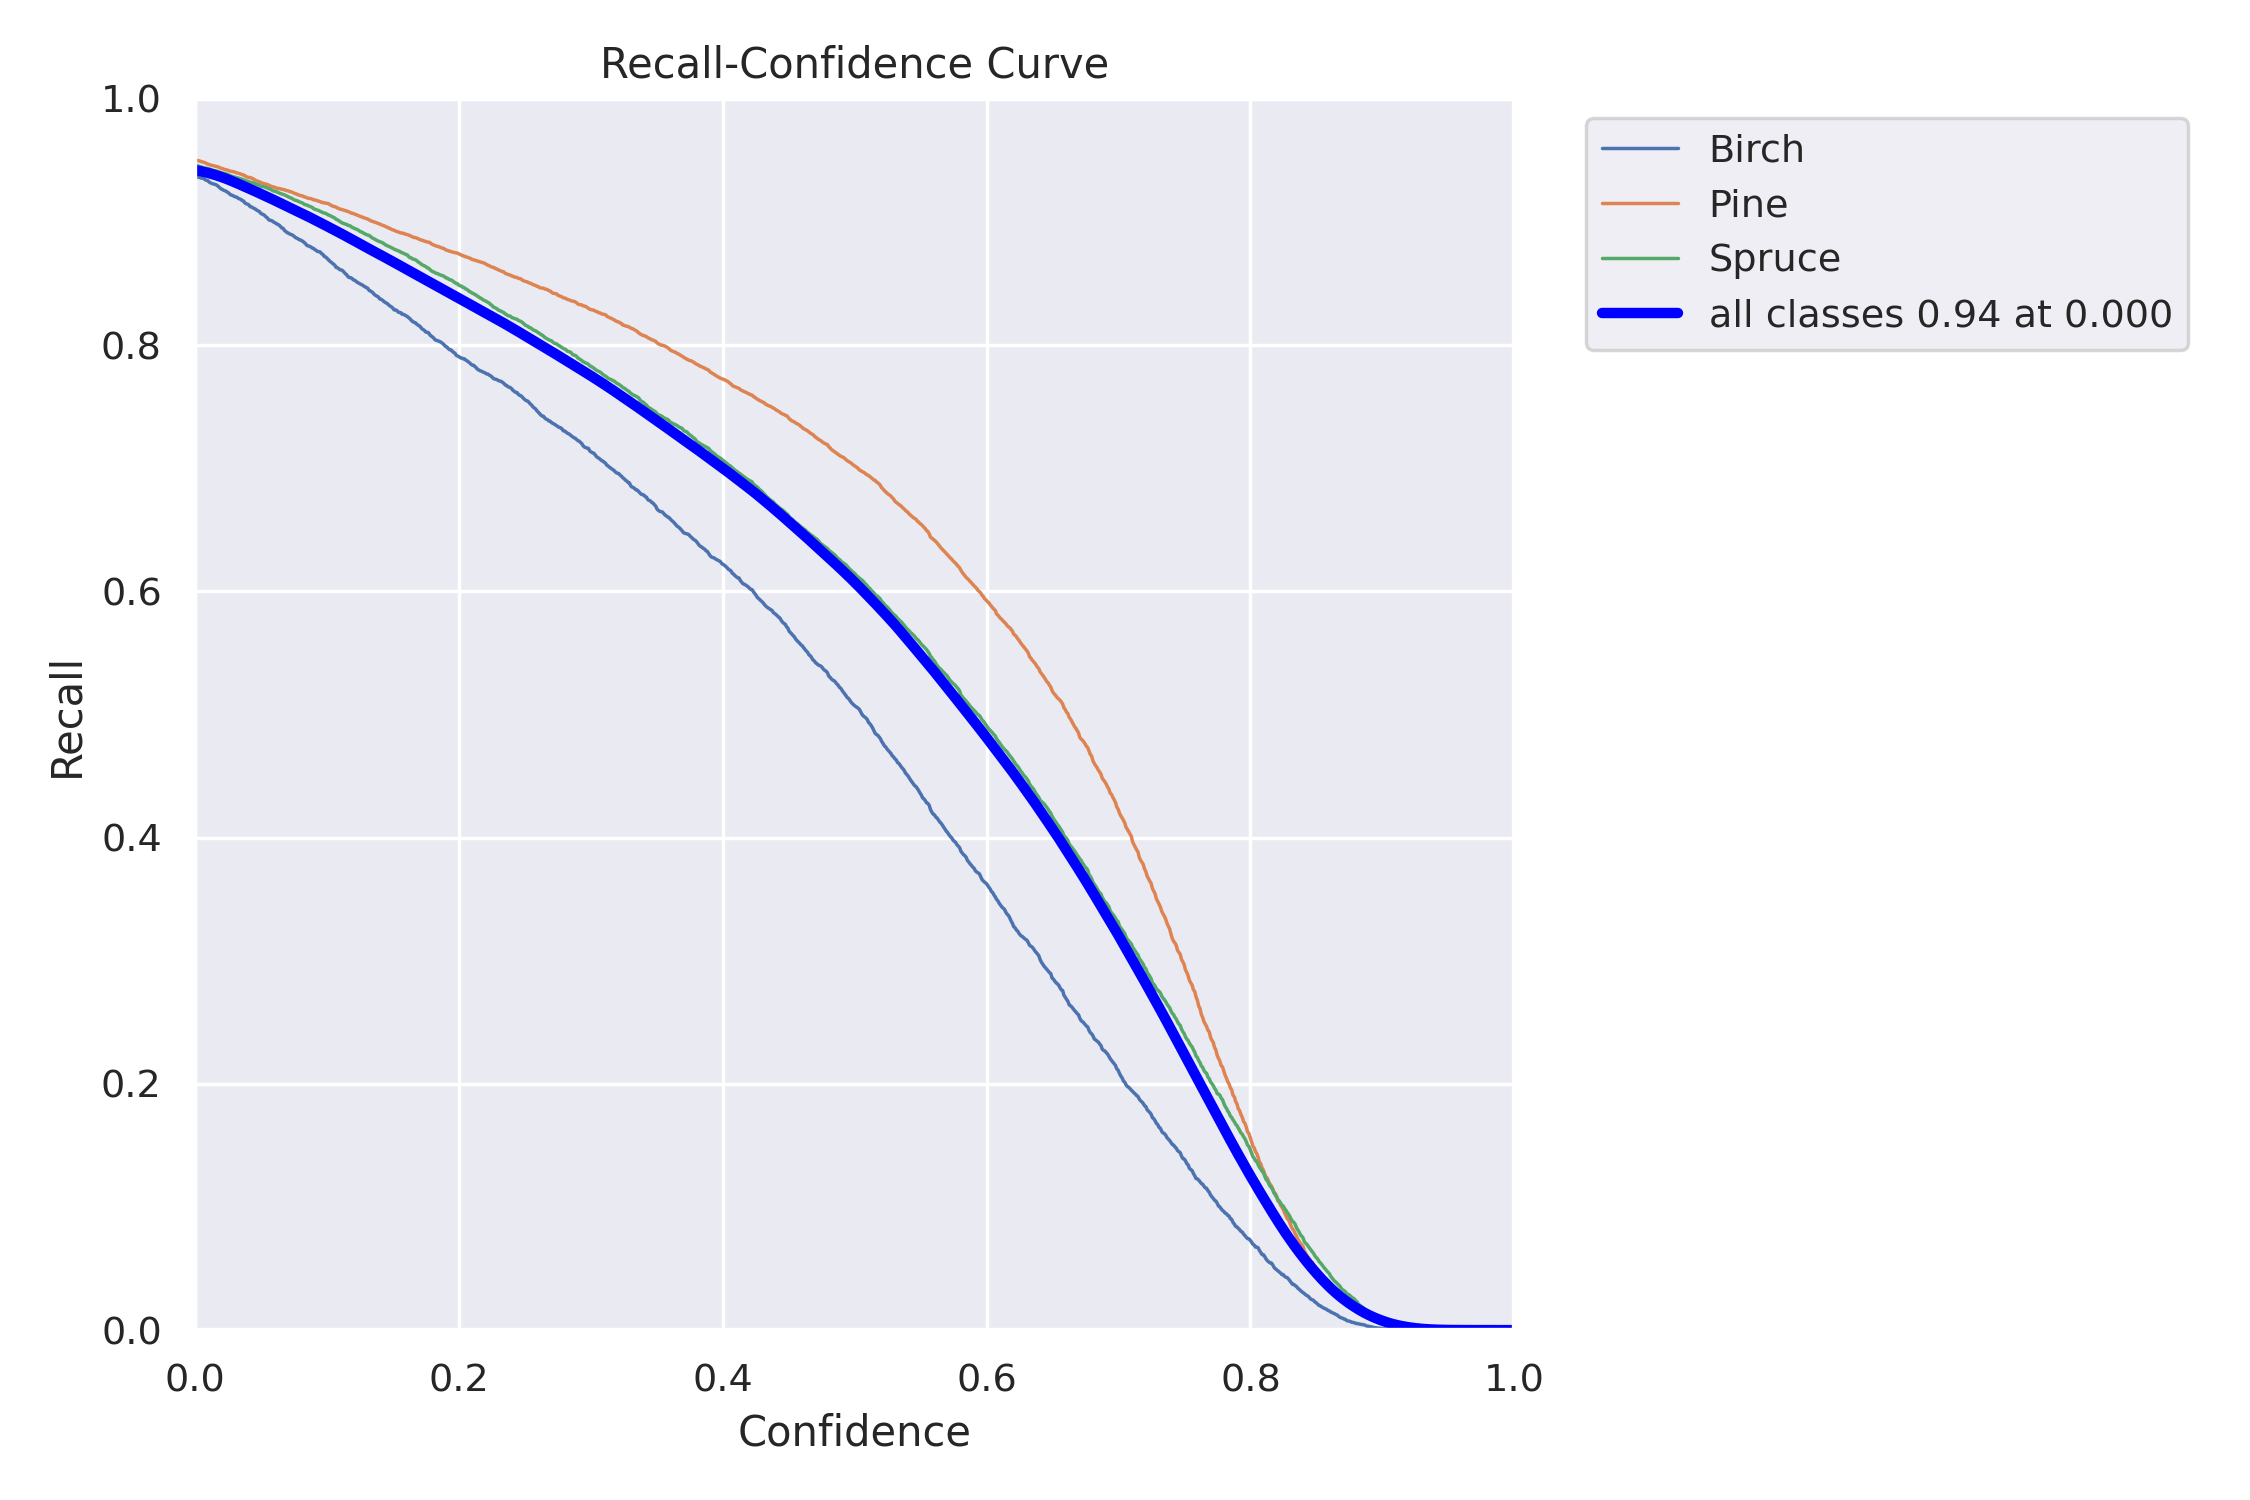 Recall-Confidence Curve
1.0
0.8
0.6
0.4
0.2
0.0
Recall
0.0 0.2 0.4 0.6 0.8 1.0
Confidence
Birch
Pine
Spruce
all classes 0.94 at 0.000